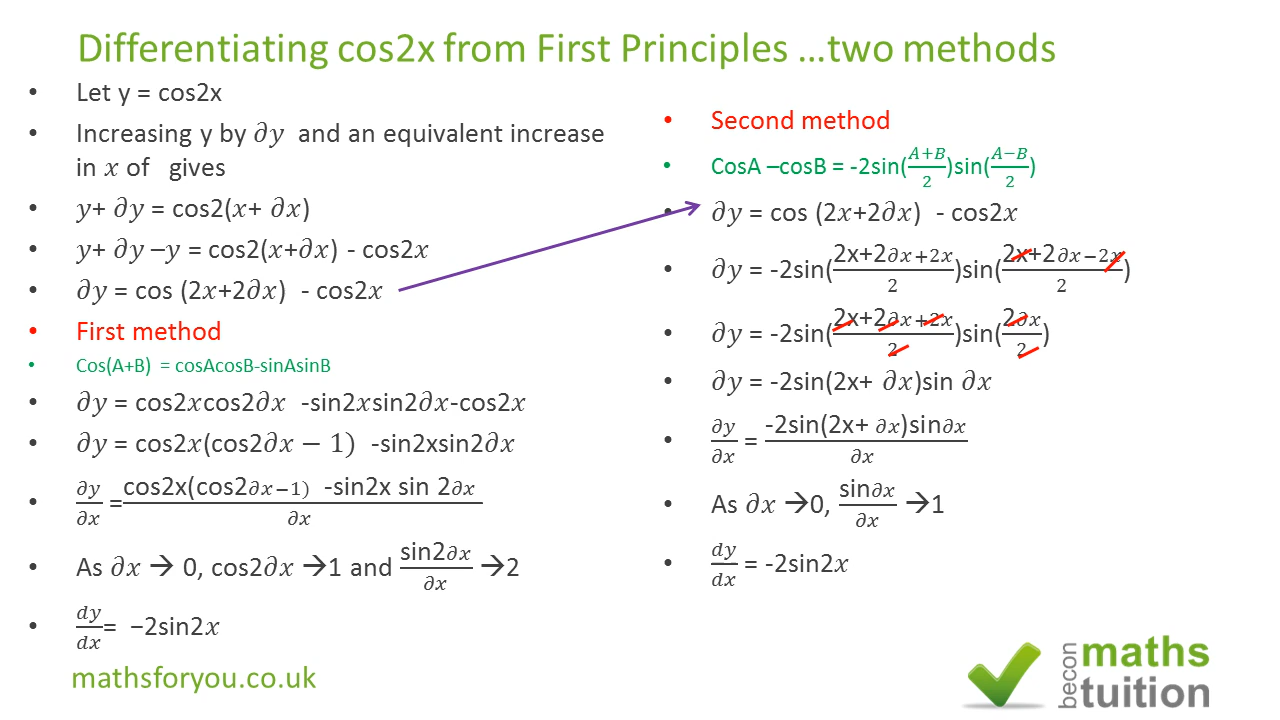 Differentiating cos2x from First Principles …two methods
• Let y = cos2x
• Increasing y by ∂y and an equivalent increase
in x of gives
• y+ ∂y = cos2(x+ ∂x)
• y+ ∂y –y = cos2(x+∂x) - cos2x
• ∂y = cos (2x+2∂x) - cos2x
• First method
• Cos(A+B) = cosAcosB-sinAsinB
• ∂y = cos2xcos2∂x -sin2xsin2∂x-cos2x
• ∂y = cos2x(cos2∂x − 1) -sin2xsin2∂x
• ∂y/∂x =cos2x(cos2∂x−1) -sin2x sin 2∂x/∂x
• As ∂x → 0, cos2∂x →1 and sin2∂x/∂x →2
• dy/dx= −2sin2x
• Second method
• CosA –cosB = -2sin(A+B/2)sin(A−B/2)
• ∂y = cos (2x+2∂x) - cos2x
• ∂y = -2sin(2x+2∂x+2x/2)sin(2x+2∂x−2x/2)
• ∂y = -2sin(2x+2∂x+2x/2)sin(2∂x/2)
• ∂y = -2sin(2x+ ∂x)sin ∂x
• ∂y/∂x = -2sin(2x+ ∂x)sin∂x/∂x
• As ∂x →0, sin∂x/∂x →1
• dy/dx = -2sin2x
mathsforyou.co.uk
becon maths tuition